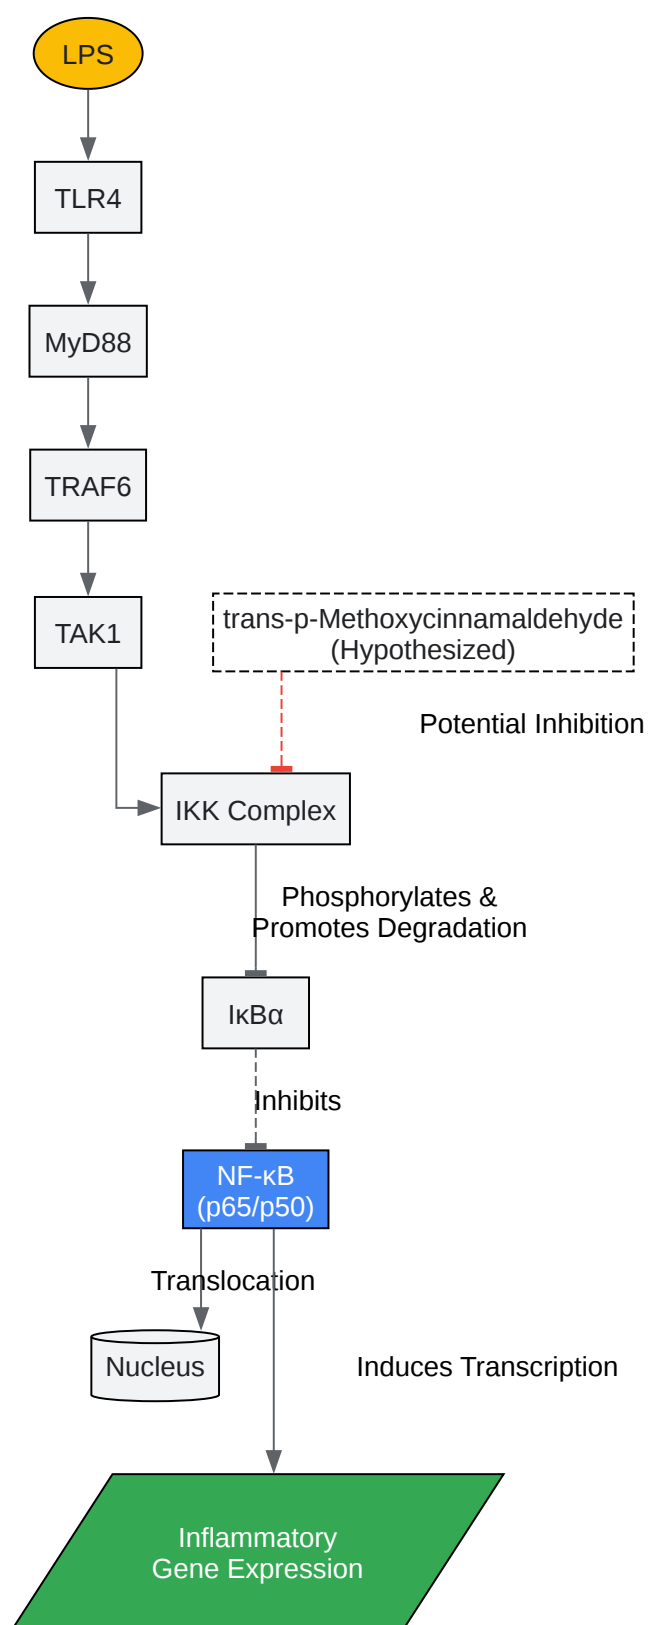 LPS
TLR4
MyD88
TRAF6
TAK1
trans-p-Methoxycinnamaldehyde
(Hypothesized)
Potential Inhibition
IKK Complex
Phosphorylates &
Promotes Degradation
IκBα
Inhibits
NF-κB
(p65/p50)
Translocation
Nucleus
Induces Transcription
Inflammatory
Gene Expression